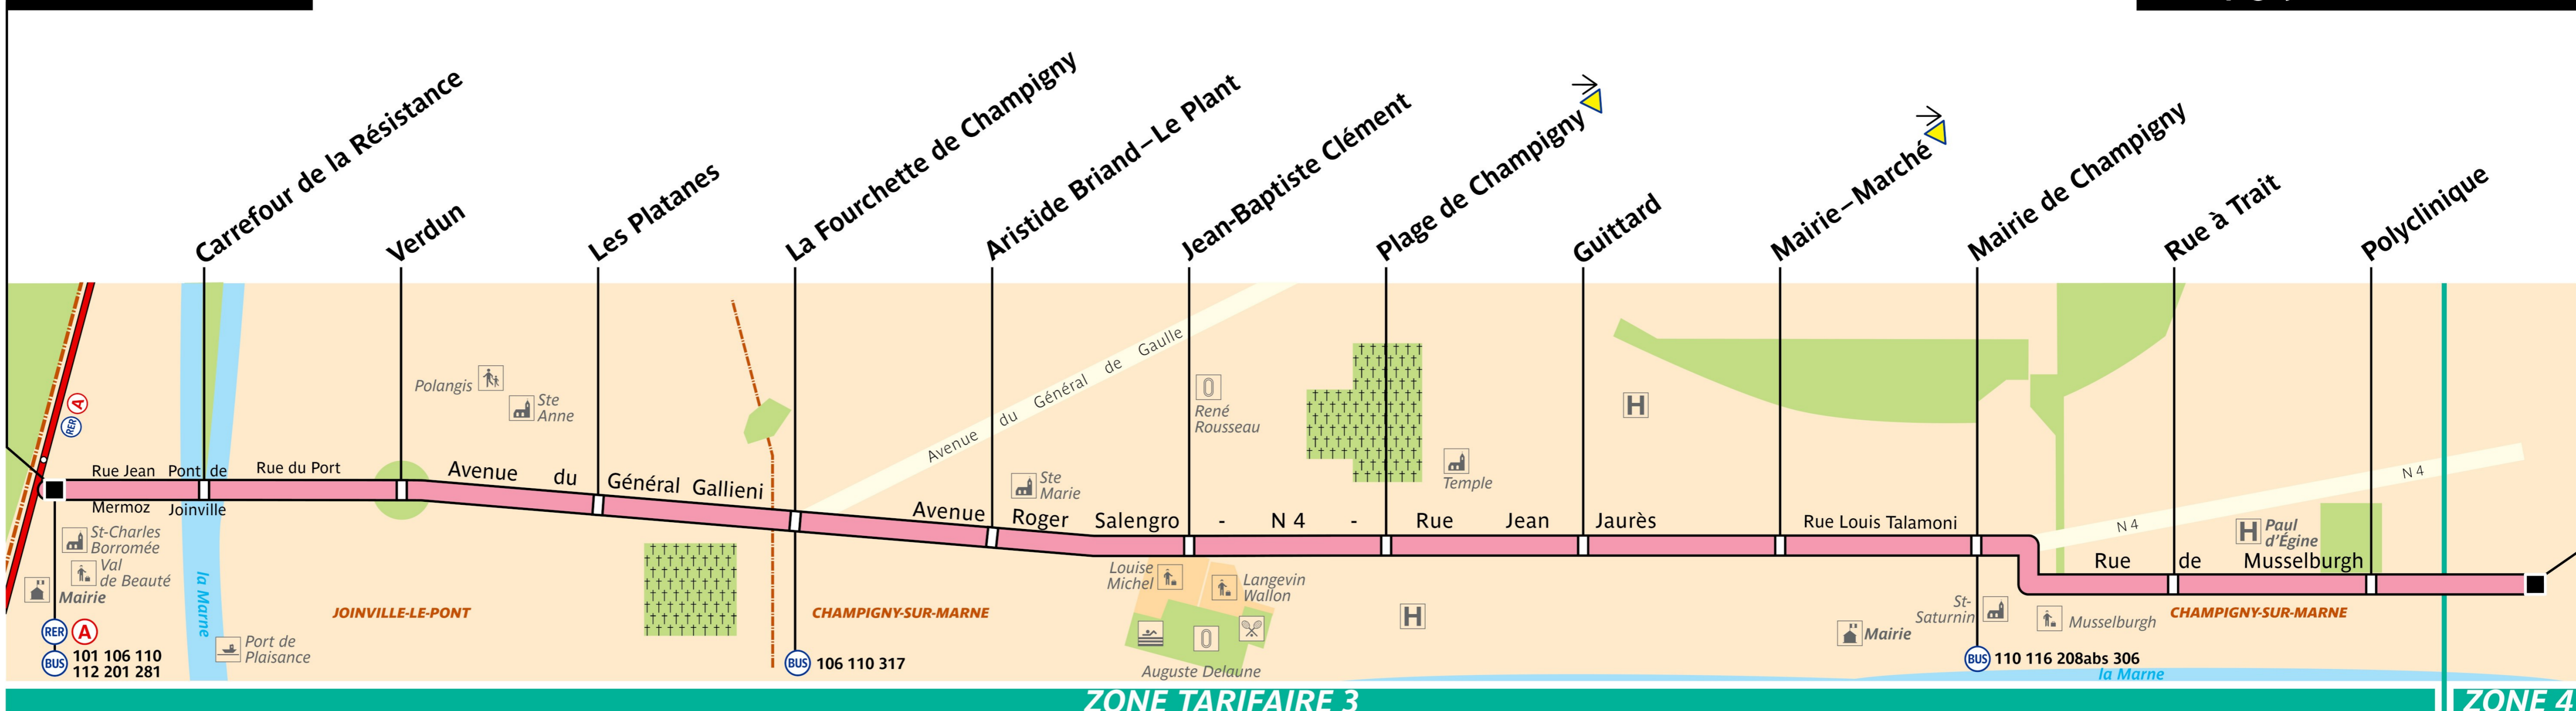 Carrefour de la Résistance
Verdun
Les Platanes
La Fourchette de Champigny
Aristide Briand–Le Plant
Jean-Baptiste Clément
Plage de Champigny
Guittard
Mairie–Marché
Mairie de Champigny
Rue à Trait
Polyclinique
RER A
Rue Jean
Mermoz
Pont de
Joinville
Rue du Port
Avenue du Général Gallieni
Avenue du Général de Gaulle
Avenue Roger Salengro - N 4 - Rue Jean Jaurès
Rue Louis Talamoni
N 4
N 4
Rue de Musselburgh
Polangis
Ste
Anne
Ste
Marie
René
Rousseau
Temple
H
H
H Paul
d'Égine
St-Charles
Borromée
Val
de Beauté
Mairie
la Marne
Port de
Plaisance
JOINVILLE-LE-PONT
CHAMPIGNY-SUR-MARNE
Louise
Michel
Langevin
Wallon
Auguste Delaune
St-
Saturnin
Mairie
Musselburgh
CHAMPIGNY-SUR-MARNE
la Marne
RER A
BUS 101 106 110
112 201 281
BUS 106 110 317
BUS 110 116 208abs 306
ZONE TARIFAIRE 3
ZONE 4